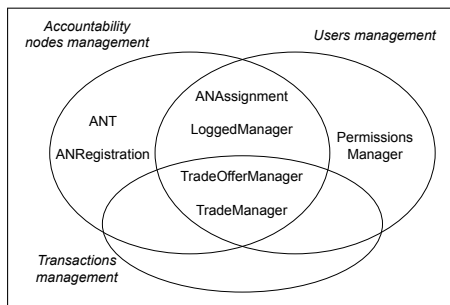 Accountability
nodes management
Users management
ANAssignment
ANT
LoggedManager
Permissions
Manager
ANRegistration
TradeOfferManager
TradeManager
Transactions
management